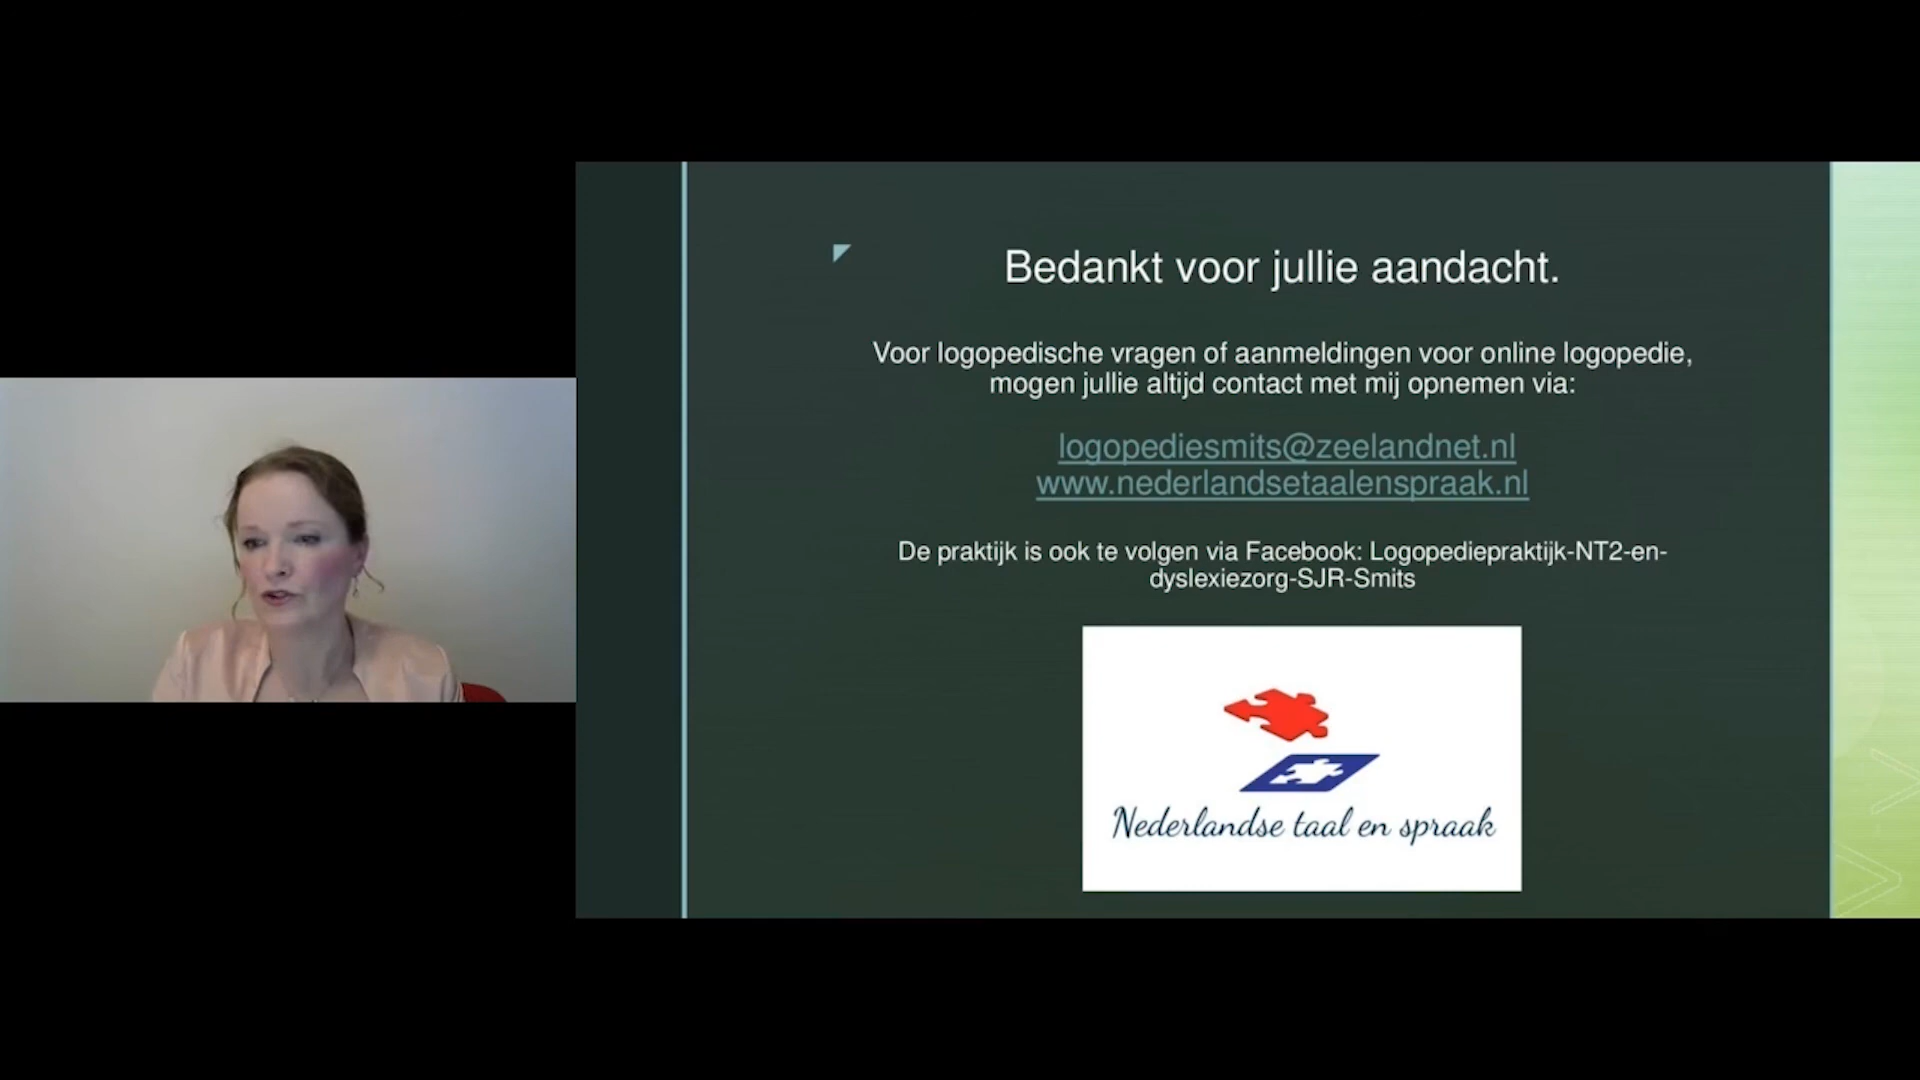 Bedankt voor jullie aandacht.
Voor logopedische vragen of aanmeldingen voor online logopedie,
mogen jullie altijd contact met mij opnemen via:
logopediesmits@zeelandnet.nl
www.nederlandsetaalenspraak.nl
De praktijk is ook te volgen via Facebook: Logopediepraktijk-NT2-en-
dyslexiezorg-SJR-Smits
Nederlandse taal en spraak